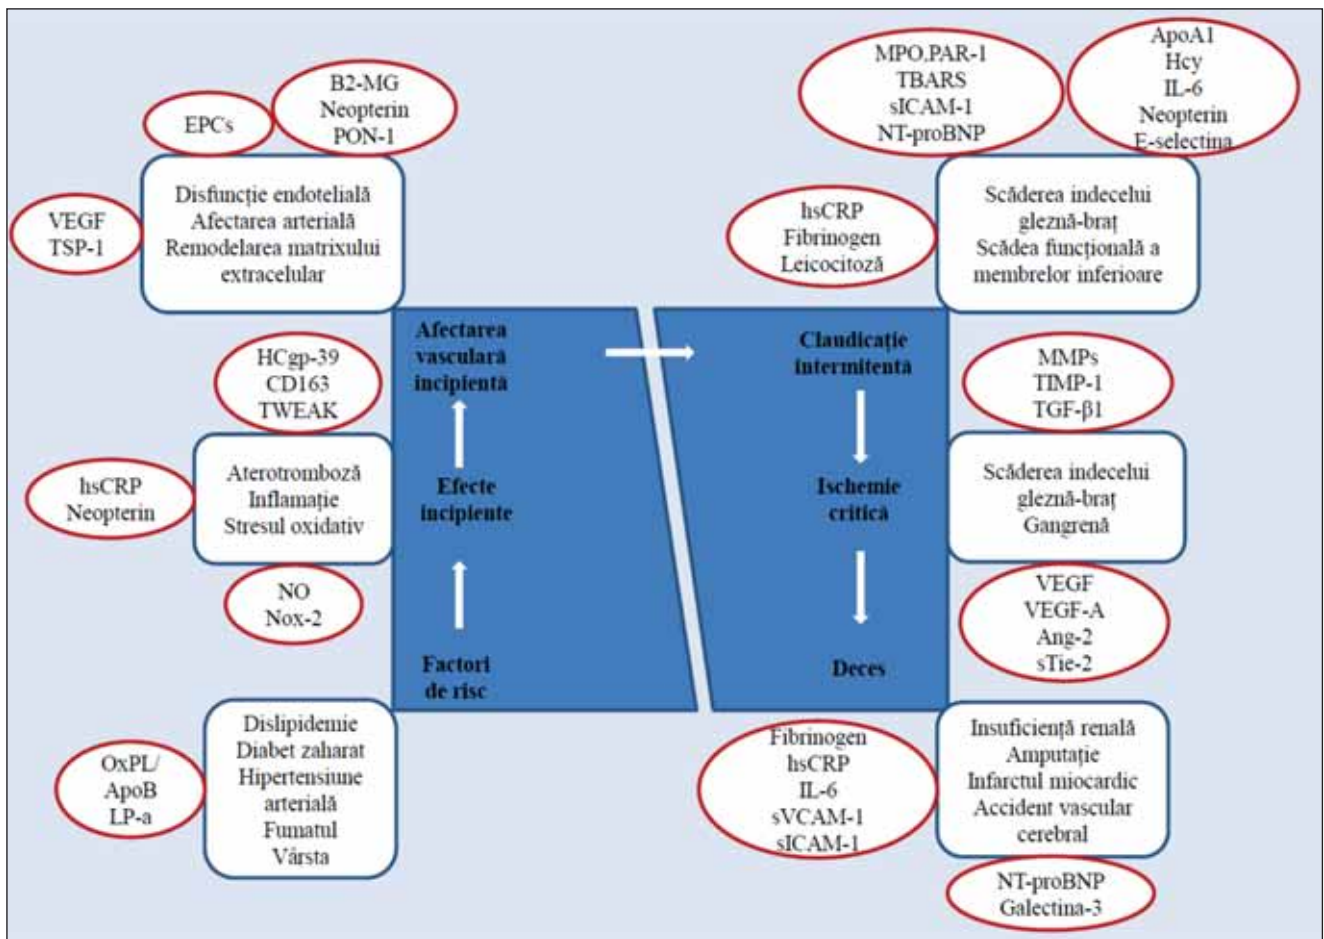 B2-MG
Neopterin
PON-1
EPCs
VEGF
TSP-1
Disfuncție endotelială
Afectarea arterială
Remodelarea matrixului
extracelular
HCgp-39
CD163
TWEAK
hsCRP
Neopterin
Aterotromboză
Inflamație
Stresul oxidativ
NO
Nox-2
OxPL/
ApoB
LP-a
Dislipidemie
Diabet zaharat
Hipertensiune
arterială
Fumatul
Vârsta
Afectarea
vasculară
incipientă
Efecte
incipiente
Factori
de risc
Claudicație
intermitentă
Ischemie
critică
Deces
MPO,PAR-1
TBARS
sICAM-1
NT-proBNP
ApoA1
Hcy
IL-6
Neopterin
E-selectina
hsCRP
Fibrinogen
Leicocitoză
Scăderea indecelui
gleznă-braț
Scădea funcțională a
membrelor inferioare
MMPs
TIMP-1
TGF-β1
Scăderea indecelui
gleznă-braț
Gangrenă
VEGF
VEGF-A
Ang-2
sTie-2
Fibrinogen
hsCRP
IL-6
sVCAM-1
sICAM-1
Insuficiență renală
Amputație
Infarctul miocardic
Accident vascular
cerebral
NT-proBNP
Galectina-3